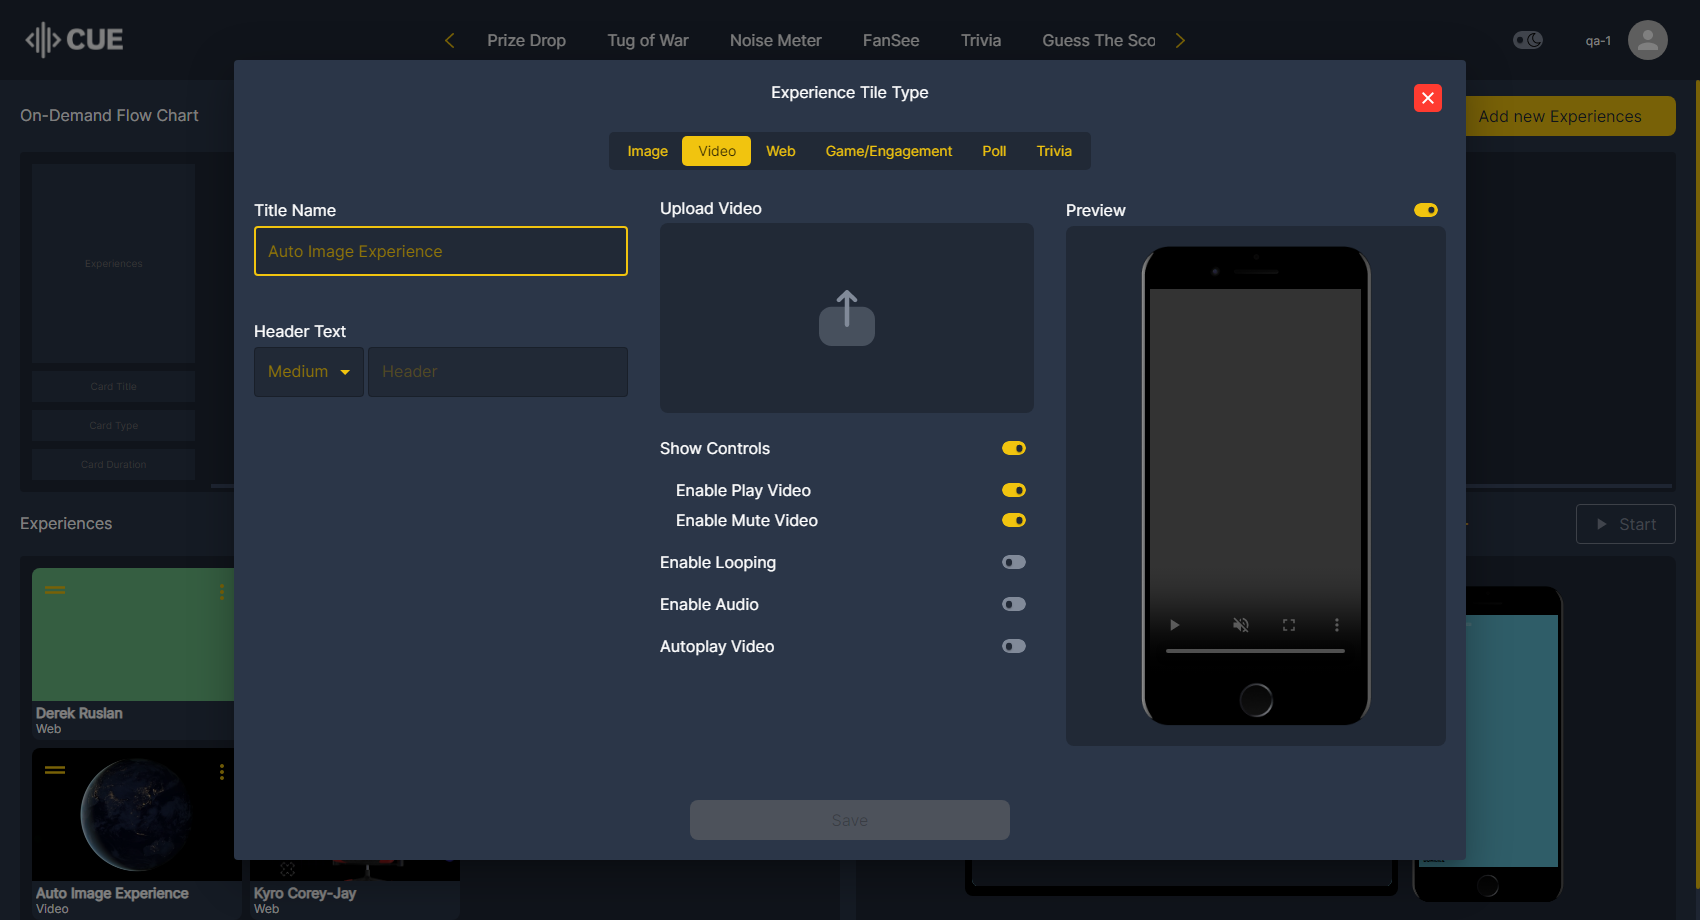 CUE
Prize Drop
Tug of War
Noise Meter
FanSee
Trivia
Guess The Sco
qa-1
On-Demand Flow Chart
Add new Experiences
Experiences
Card Title
Card Type
Card Duration
Experience Tile Type
Image
Video
Web
Game/Engagement
Poll
Trivia
Title Name
Auto Image Experience
Header Text
Medium
Header
Upload Video
Show Controls
Enable Play Video
Enable Mute Video
Enable Looping
Enable Audio
Autoplay Video
Preview
Save
Experiences
Start
Derek Ruslan
Web
Auto Image Experience
Video
Kyro Corey-Jay
Web